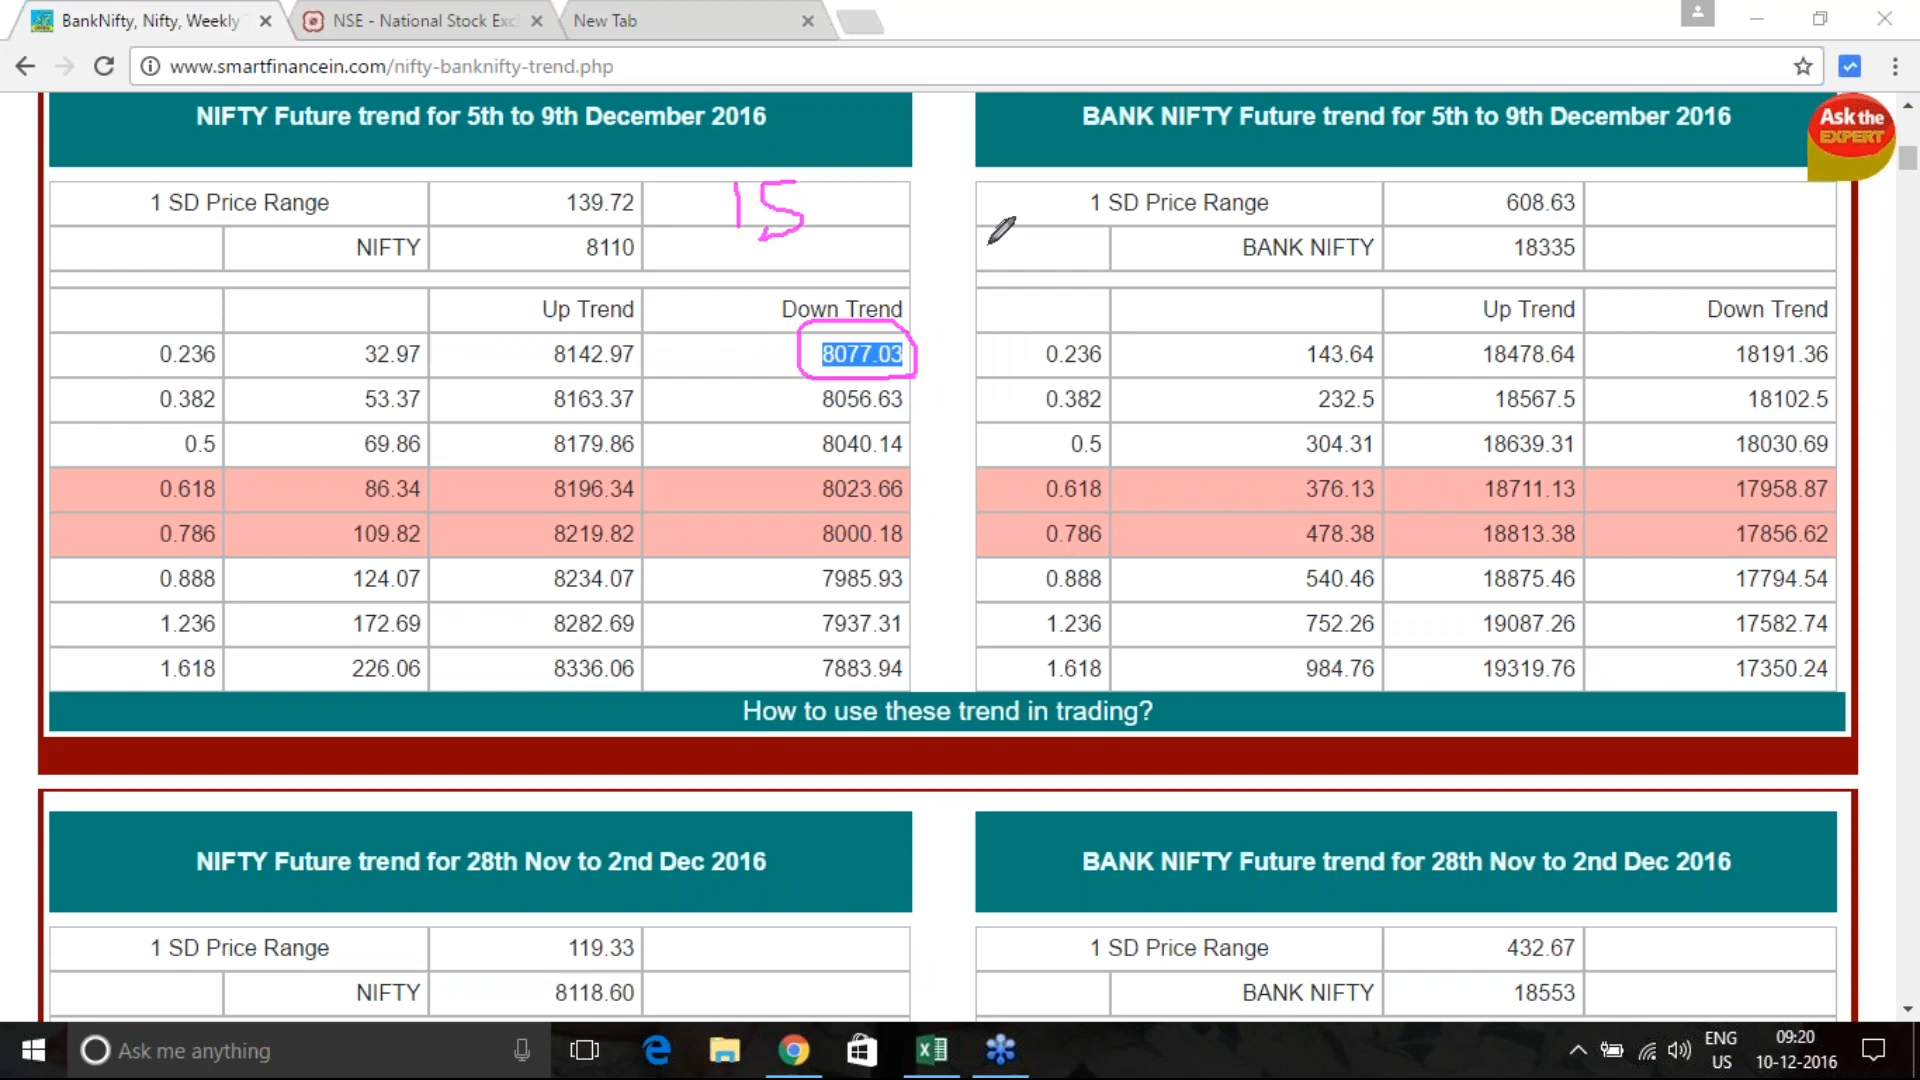 BankNifty, Nifty, Weekly
NSE - National Stock Exc
New Tab
www.smartfinancein.com/nifty-banknifty-trend.php
NIFTY Future trend for 5th to 9th December 2016
1 SD Price Range 139.72
15
NIFTY 8110
Up Trend Down Trend
0.236 32.97 8142.97 8077.03
0.382 53.37 8163.37 8056.63
0.5 69.86 8179.86 8040.14
0.618 86.34 8196.34 8023.66
0.786 109.82 8219.82 8000.18
0.888 124.07 8234.07 7985.93
1.236 172.69 8282.69 7937.31
1.618 226.06 8336.06 7883.94
BANK NIFTY Future trend for 5th to 9th December 2016
Ask the
EXPERT
1 SD Price Range 608.63
BANK NIFTY 18335
Up Trend Down Trend
0.236 143.64 18478.64 18191.36
0.382 232.5 18567.5 18102.5
0.5 304.31 18639.31 18030.69
0.618 376.13 18711.13 17958.87
0.786 478.38 18813.38 17856.62
0.888 540.46 18875.46 17794.54
1.236 752.26 19087.26 17582.74
1.618 984.76 19319.76 17350.24
How to use these trend in trading?
NIFTY Future trend for 28th Nov to 2nd Dec 2016
1 SD Price Range 119.33
NIFTY 8118.60
BANK NIFTY Future trend for 28th Nov to 2nd Dec 2016
1 SD Price Range 432.67
BANK NIFTY 18553
Ask me anything
ENG
US
09:20
10-12-2016